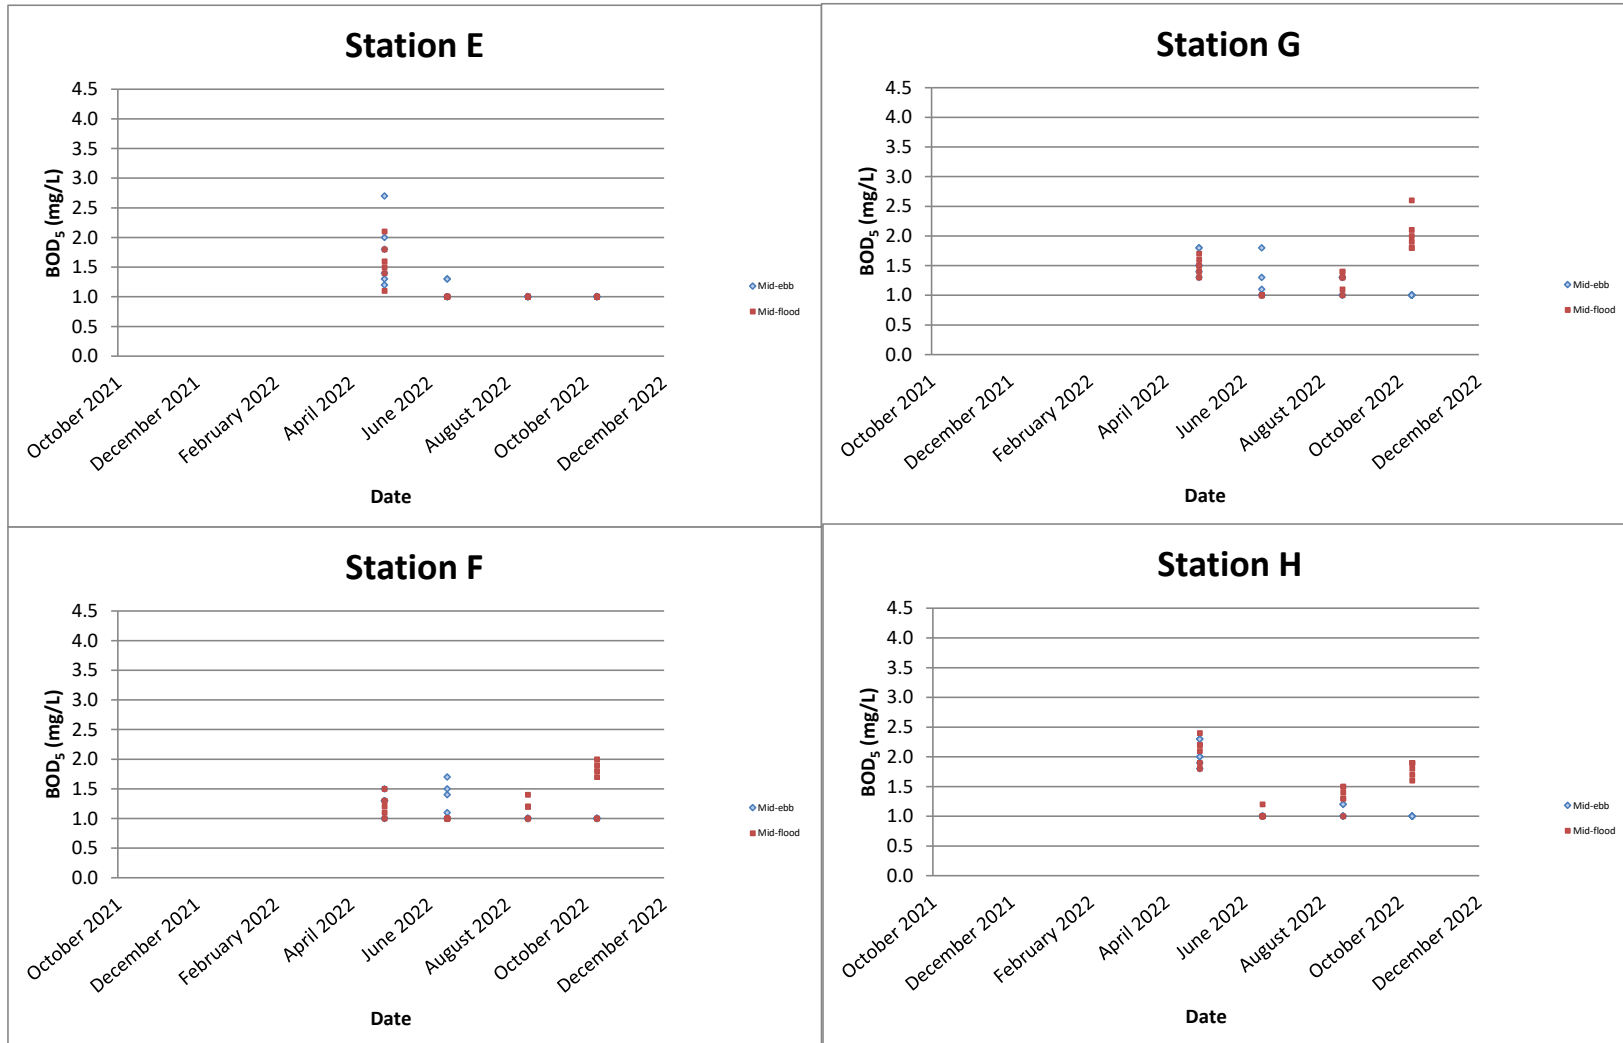 Station E
4.5
4.0
3.5
3.0
2.5
2.0
1.5
1.0
0.5
0.0
BOD5 (mg/L)
October 2021
December 2021
February 2022
April 2022
June 2022
August 2022
October 2022
December 2022
Date
Mid-ebb
Mid-flood
Station G
4.5
4.0
3.5
3.0
2.5
2.0
1.5
1.0
0.5
0.0
BOD5 (mg/L)
October 2021
December 2021
February 2022
April 2022
June 2022
August 2022
October 2022
December 2022
Date
Mid-ebb
Mid-flood
Station F
4.5
4.0
3.5
3.0
2.5
2.0
1.5
1.0
0.5
0.0
BOD5 (mg/L)
October 2021
December 2021
February 2022
April 2022
June 2022
August 2022
October 2022
December 2022
Date
Mid-ebb
Mid-flood
Station H
4.5
4.0
3.5
3.0
2.5
2.0
1.5
1.0
0.5
0.0
BOD5 (mg/L)
October 2021
December 2021
February 2022
April 2022
June 2022
August 2022
October 2022
December 2022
Date
Mid-ebb
Mid-flood